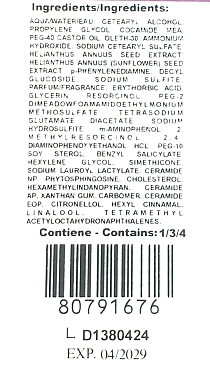 Ingredients/Ingredients:
AQUA/WATER/EAU CETEARYL ALCOHOL
PROPYLENE GLYCOL COCAMIDE MEA
PEG-40 CASTOR OIL OLETH-30 AMMONIUM
HYDROXIDE, SODIUM CETEARYL SULFATE
HELIANTHUS ANNUUS SEED EXTRACT
HELIANTHUS ANNUUS (SUNFLOWER) SEED
EXTRACT p-PHENYLENEDIAMINE, DECYL
GLUCOSIDE SODIUM SULFITE,
PARFUM/FRAGRANCE, ERYTHORBIC ACID,
GLYCERIN RESORCINOL PEG-2
METHOSULFATE TETRASODIUM
GLUTAMATE DIACETATE SODIUM
HYDROSULFITE m-AMINOPHENOL 2
METHYLRESORCINOL 2,4
DIAMINOPHENOXYETHANOL HCL PEG-10
SOY STEROL, BENZYL SALICYLATE,
HEXYLENE GLYCOL, SIMETHICONE,
SODIUM LAUROYL LACTYLATE, CERAMIDE
NP, PHYTOSPHINGOSINE, CHOLESTEROL,
HEXAMETHYLINDANOPYRAN, CERAMIDE
AP, XANTHAN GUM, CARBOMER, CERAMIDE
EOP, CITRONELLOL, HEXYL CINNAMAL,
LINALOOL, TETRAMETHYL
ACETYLOCTAHYDRONAPHTHALENES.
Contiene - Contains: 1/3/4
80791676
L D1380424
EXP. 04/2029